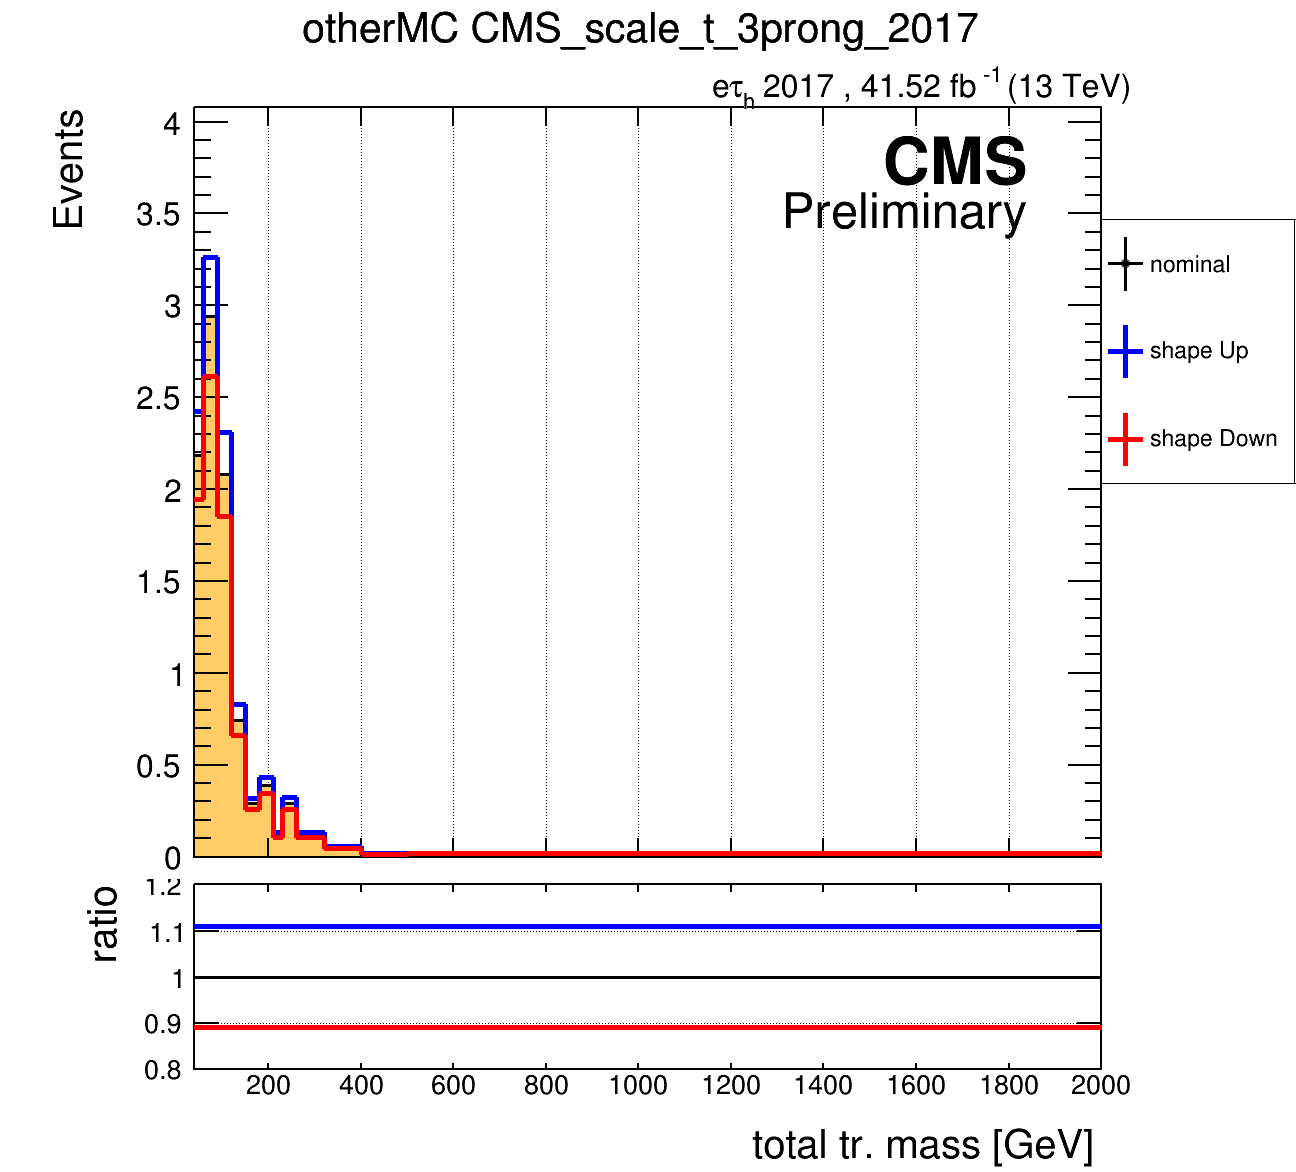 otherMC CMS_scale_t_3prong_2017
eτh 2017 , 41.52 fb -1 (13 TeV)
Events
CMS
Preliminary
4
3.5
3
2.5
2
1.5
1
0.5
0
nominal
shape Up
shape Down
ratio
1.2
1.1
1
0.9
0.8
200 400 600 800 1000 1200 1400 1600 1800 2000
total tr. mass [GeV]